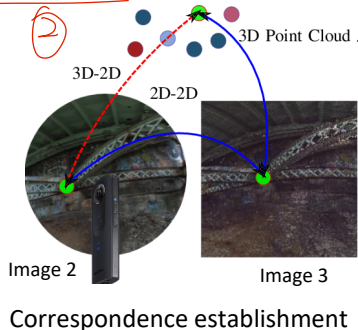 2
3D Point Cloud .
3D-2D
2D-2D
Image 2
Image 3
Correspondence establishment